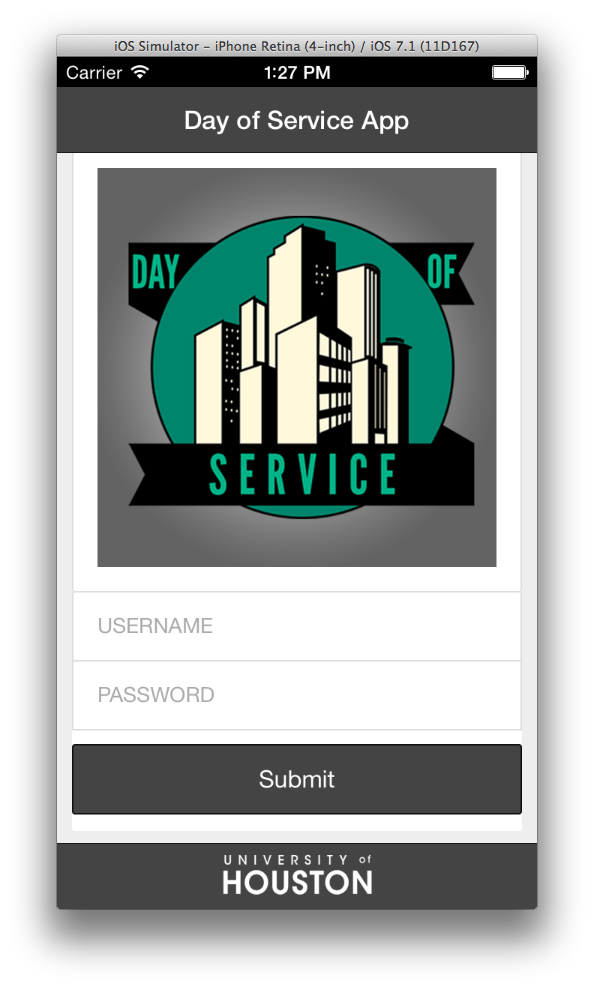 iOS Simulator – iPhone Retina (4-inch) / iOS 7.1 (11D167)
Carrier 1:27 PM
Day of Service App
DAY OF
SERVICE
USERNAME
PASSWORD
Submit
UNIVERSITY of
HOUSTON